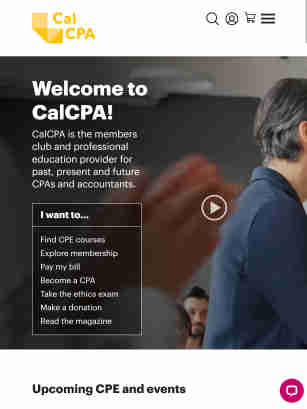 Cal
CPA
Welcome to
CalCPA!
CalCPA is the members
club and professional
education provider for
past, present and future
CPAs and accountants.
I want to...
Find CPE courses
Explore membership
Pay my bill
Become a CPA
Take the ethics exam
Make a donation
Read the magazine
Upcoming CPE and events